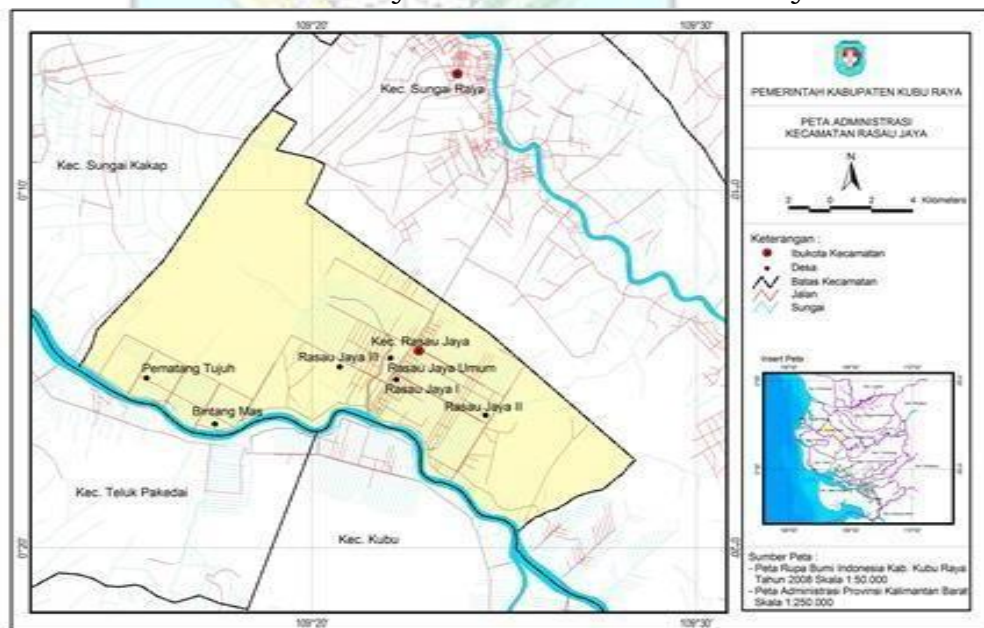 109°20'
109°30'
Kec. Sungai Raya
Kec. Sungai Kakap
0°10'
0°10'
Kec. Rasau Jaya
Rasau Jaya III
Rasau Jaya Umum
Pematang Tujuh
Rasau Jaya I
Rasau Jaya II
Bintang Mas
Kec. Teluk Pakedai
Kec. Kubu
0°20'
0°20'
109°20'
109°30'
PEMERINTAH KABUPATEN KUBU RAYA
PETA ADMINISTRASI
KECAMATAN RASAU JAYA
N
2 0 2 4 Kilometers
Keterangan :
Ibukota Kecamatan
Desa
Batas Kecamatan
Jalan
Sungai
Insert Peta
Sumber Peta :
- Peta Rupa Bumi Indonesia Kab. Kubu Raya
Tahun 2008 Skala 1:50.000
- Peta Administrasi Provinsi Kalimantan Barat
Skala 1:250.000